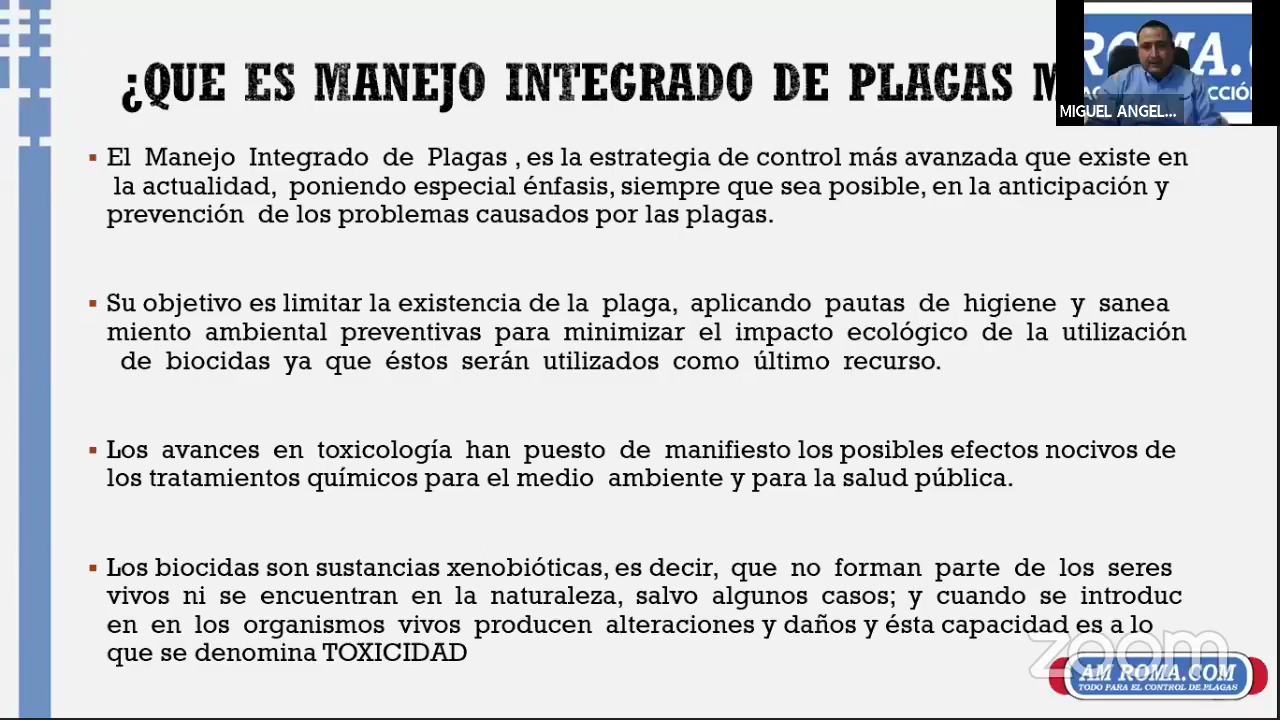 ¿QUE ES MANEJO INTEGRADO DE PLAGAS M
ROMA.C
MIGUEL ANGEL...
CCIÓN
▪ El Manejo Integrado de Plagas , es la estrategia de control más avanzada que existe en
la actualidad, poniendo especial énfasis, siempre que sea posible, en la anticipación y
prevención de los problemas causados por las plagas.
▪ Su objetivo es limitar la existencia de la plaga, aplicando pautas de higiene y sanea
miento ambiental preventivas para minimizar el impacto ecológico de la utilización
de biocidas ya que éstos serán utilizados como último recurso.
▪ Los avances en toxicología han puesto de manifiesto los posibles efectos nocivos de
los tratamientos químicos para el medio ambiente y para la salud pública.
▪ Los biocidas son sustancias xenobióticas, es decir, que no forman parte de los seres
vivos ni se encuentran en la naturaleza, salvo algunos casos; y cuando se introduc
en en los organismos vivos producen alteraciones y daños y ésta capacidad es a lo
que se denomina TOXICIDAD
zoom
AM ROMA.COM
TODO PARA EL CONTROL DE PLAGAS